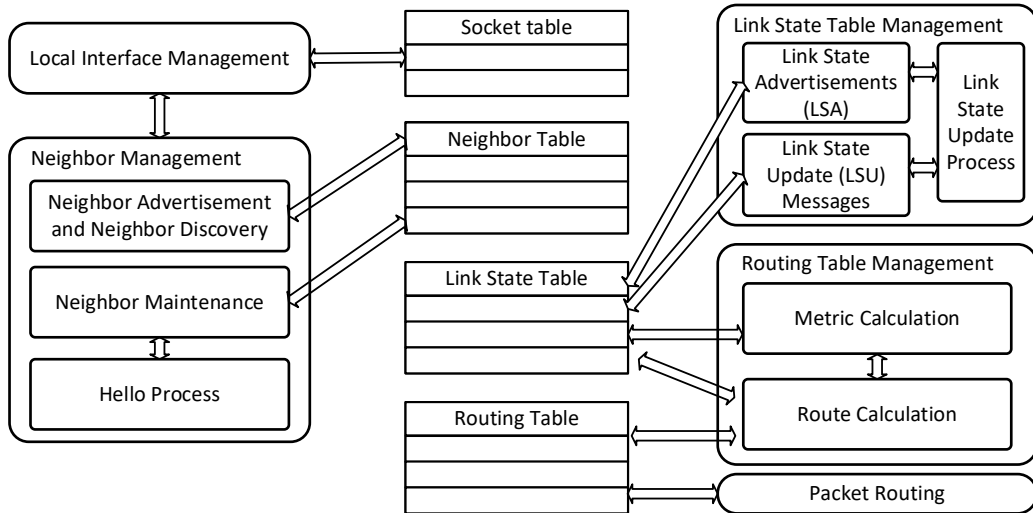 Local Interface Management
Neighbor Management
Neighbor Advertisement
and Neighbor Discovery
Neighbor Maintenance
Hello Process
Socket table
Neighbor Table
Link State Table
Routing Table
Link State Table Management
Link State
Advertisements
(LSA)
Link State
Update (LSU)
Messages
Link
State
Update
Process
Routing Table Management
Metric Calculation
Route Calculation
Packet Routing